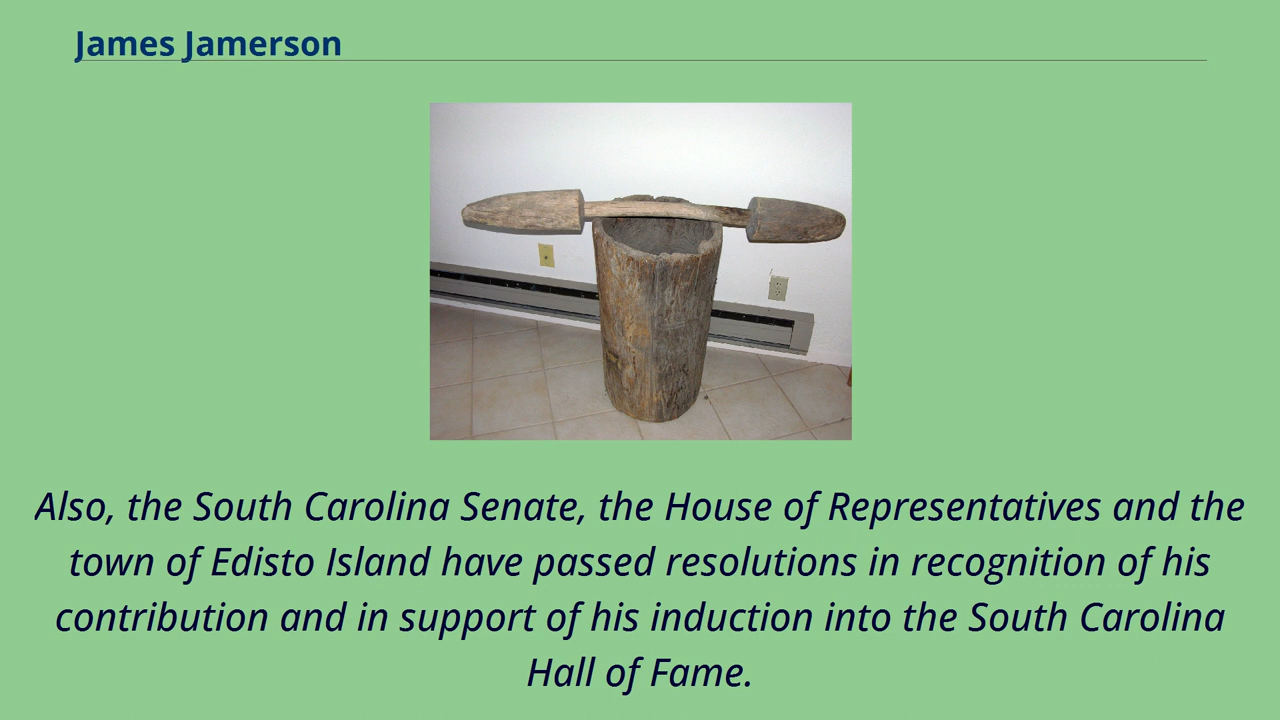 James Jamerson
Also, the South Carolina Senate, the House of Representatives and the
town of Edisto Island have passed resolutions in recognition of his
contribution and in support of his induction into the South Carolina
Hall of Fame.